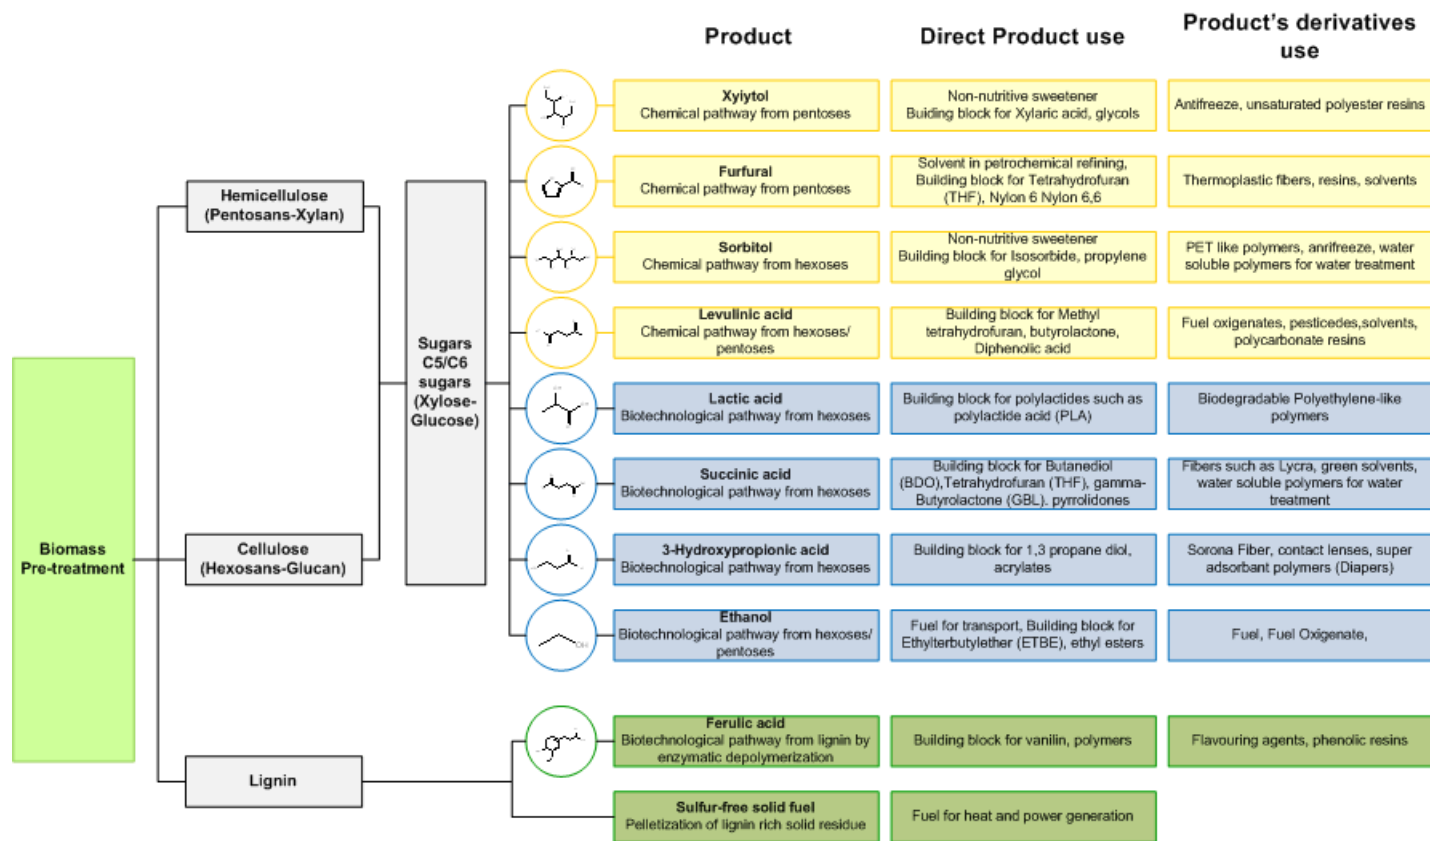 Product
Direct Product use
Product's derivatives
use
Xylytol
Chemical pathway from pentoses
Non-nutritive sweetener
Buiding block for Xylaric acid, glycols
Antifreeze, unsaturated polyester resins
Furfural
Chemical pathway from pentoses
Solvent in petrochemical refining,
Building block for Tetrahydrofuran
(THF), Nylon 6 Nylon 6,6
Thermoplastic fibers, resins, solvents
Sorbitol
Chemical pathway from hexoses
Non-nutritive sweetener
Building block for Isosorbide, propylene
glycol
PET like polymers, anrifreeze, water
soluble polymers for water treatment
Levulinic acid
Chemical pathway from hexoses/
pentoses
Building block for Methyl
tetrahydrofuran, butyrolactone,
Diphenolic acid
Fuel oxigenates, pesticedes,solvents,
polycarbonate resins
Lactic acid
Biotechnological pathway from hexoses
Building block for polylactides such as
polylactide acid (PLA)
Biodegradable Polyethylene-like
polymers
Succinic acid
Biotechnological pathway from hexoses
Building block for Butanediol
(BDO),Tetrahydrofuran (THF), gamma-
Butyrolactone (GBL). pyrrolidones
Fibers such as Lycra, green solvents,
water soluble polymers for water
treatment
3-Hydroxypropionic acid
Biotechnological pathway from hexoses
Building block for 1,3 propane diol,
acrylates
Sorona Fiber, contact lenses, super
adsorbant polymers (Diapers)
Ethanol
Biotechnological pathway from hexoses/
pentoses
Fuel for transport, Building block for
Ethylterbutylether (ETBE), ethyl esters
Fuel, Fuel Oxigenate,
Ferulic acid
Biotechnological pathway from lignin by
enzymatic depolymerization
Building block for vanilin, polymers
Flavouring agents, phenolic resins
Sulfur-free solid fuel
Pelletization of lignin rich solid residue
Fuel for heat and power generation
Hemicellulose
(Pentosans-Xylan)
Sugars
C5/C6
sugars
(Xylose-
Glucose)
Biomass
Pre-treatment
Cellulose
(Hexosans-Glucan)
Lignin
OH